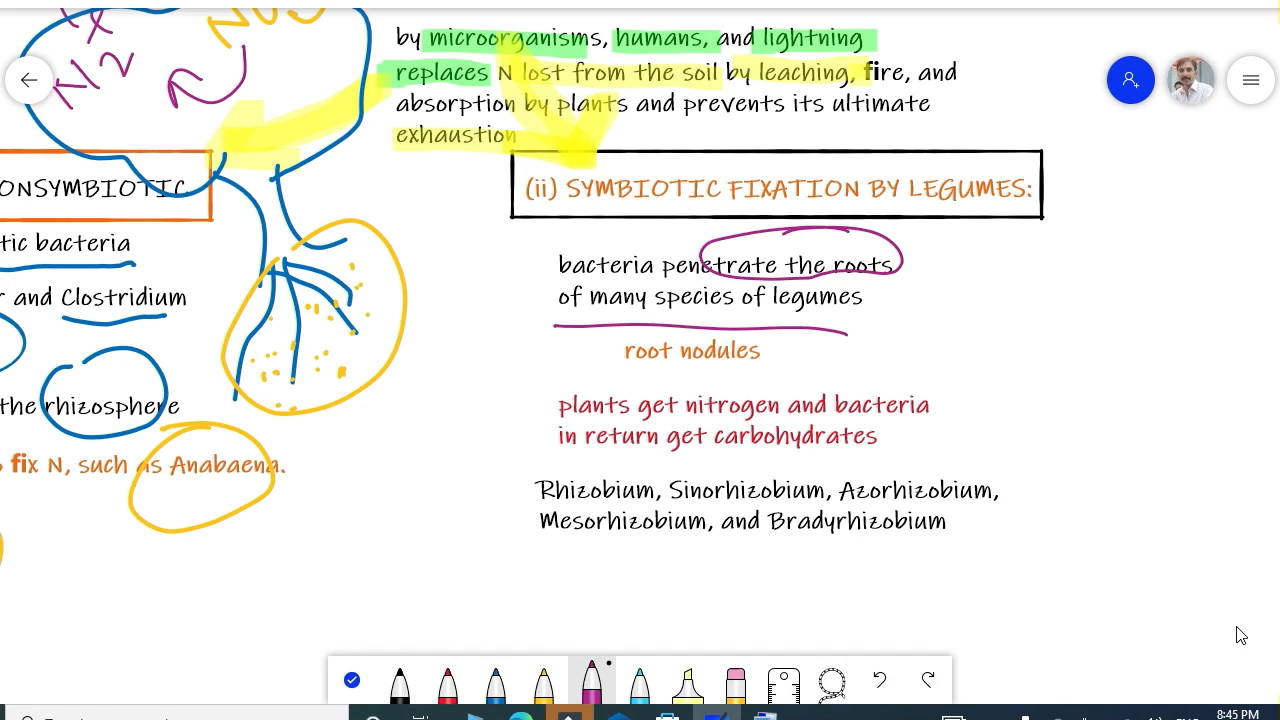 by microorganisms, humans, and lightning
replaces N lost from the soil by leaching, fire, and
absorption by plants and prevents its ultimate
exhaustion
ONSYMBIOTIC
tic bacteria
r and Clostridium
the rhizosphere
fix N, such as Anabaena.
(ii) SYMBIOTIC FIXATION BY LEGUMES:
bacteria penetrate the roots
of many species of legumes
root nodules
plants get nitrogen and bacteria
in return get carbohydrates
Rhizobium, Sinorhizobium, Azorhizobium,
Mesorhizobium, and Bradyrhizobium
8:45 PM